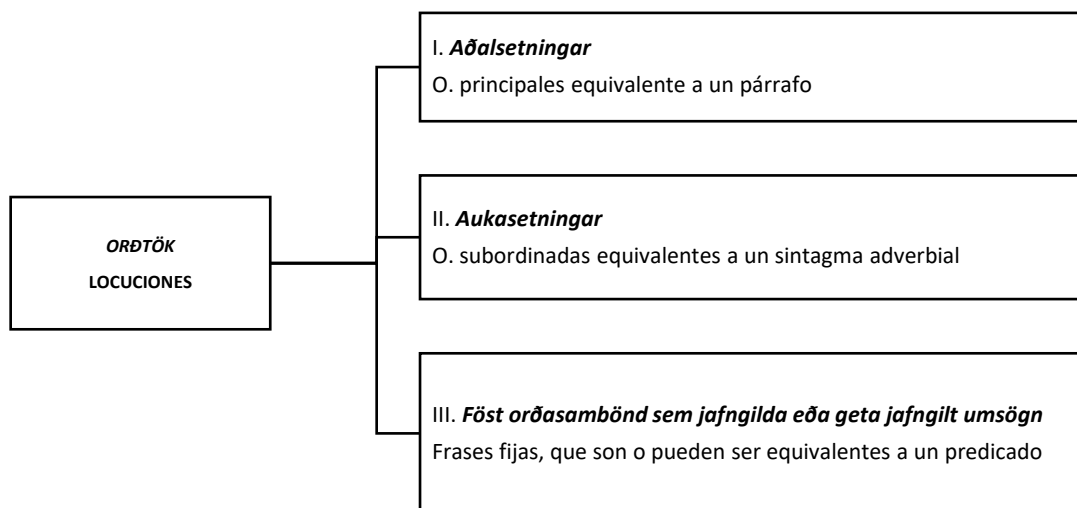 ORÐTÖK
LOCUCIONES
I. Aðalsetningar
O. principales equivalente a un párrafo
II. Aukasetningar
O. subordinadas equivalentes a un sintagma adverbial
III. Föst orðasambönd sem jafngilda eða geta jafngilt umsögn
Frases fijas, que son o pueden ser equivalentes a un predicado